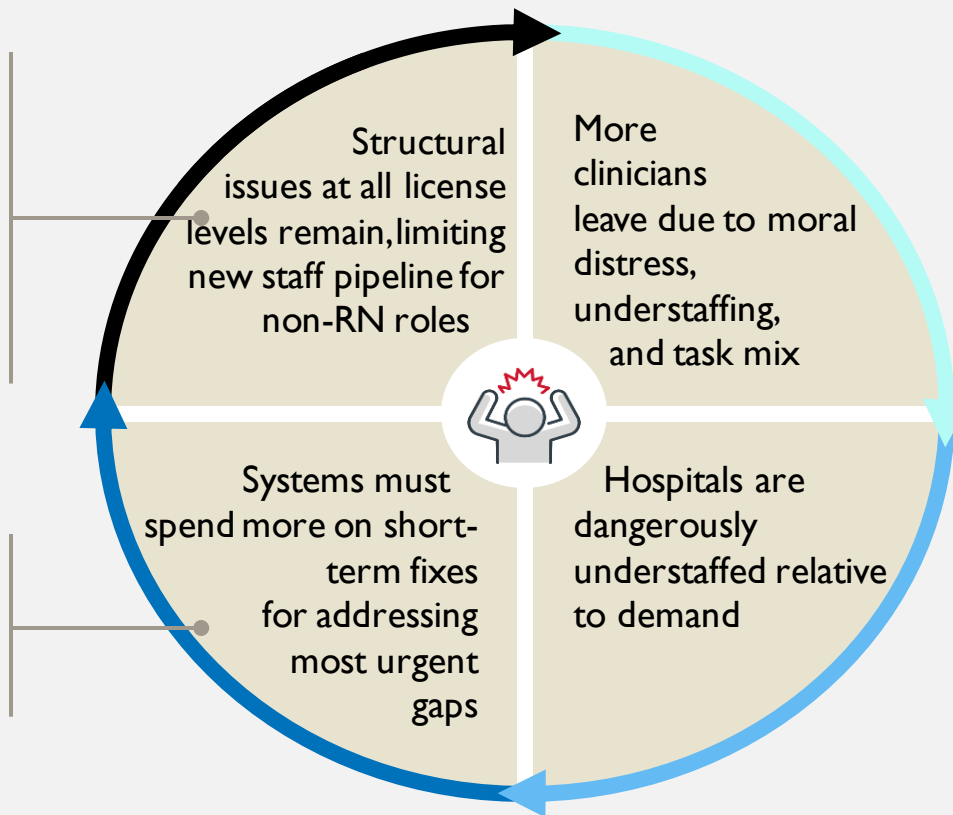 Structural
issues at all license
levels remain, limiting
new staff pipeline for
non-RN roles
More
clinicians
leave due to moral
distress,
understaffing,
and task mix
Systems must
spend more on short-
term fixes
for addressing
most urgent
gaps
Hospitals are
dangerously
understaffed relative
to demand